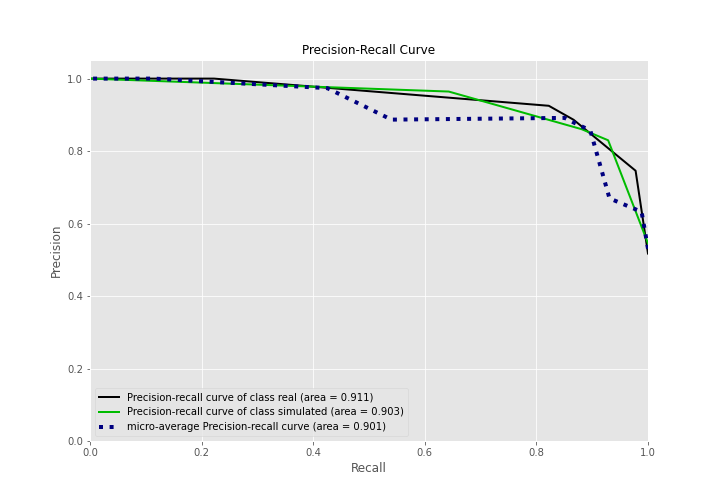 Precision-Recall Curve
1.0
0.8
0.6
0.4
0.2
0.0
Precision
Precision-recall curve of class real (area = 0.911)
Precision-recall curve of class simulated (area = 0.903)
micro-average Precision-recall curve (area = 0.901)
0.0 0.2 0.4 0.6 0.8 1.0
Recall